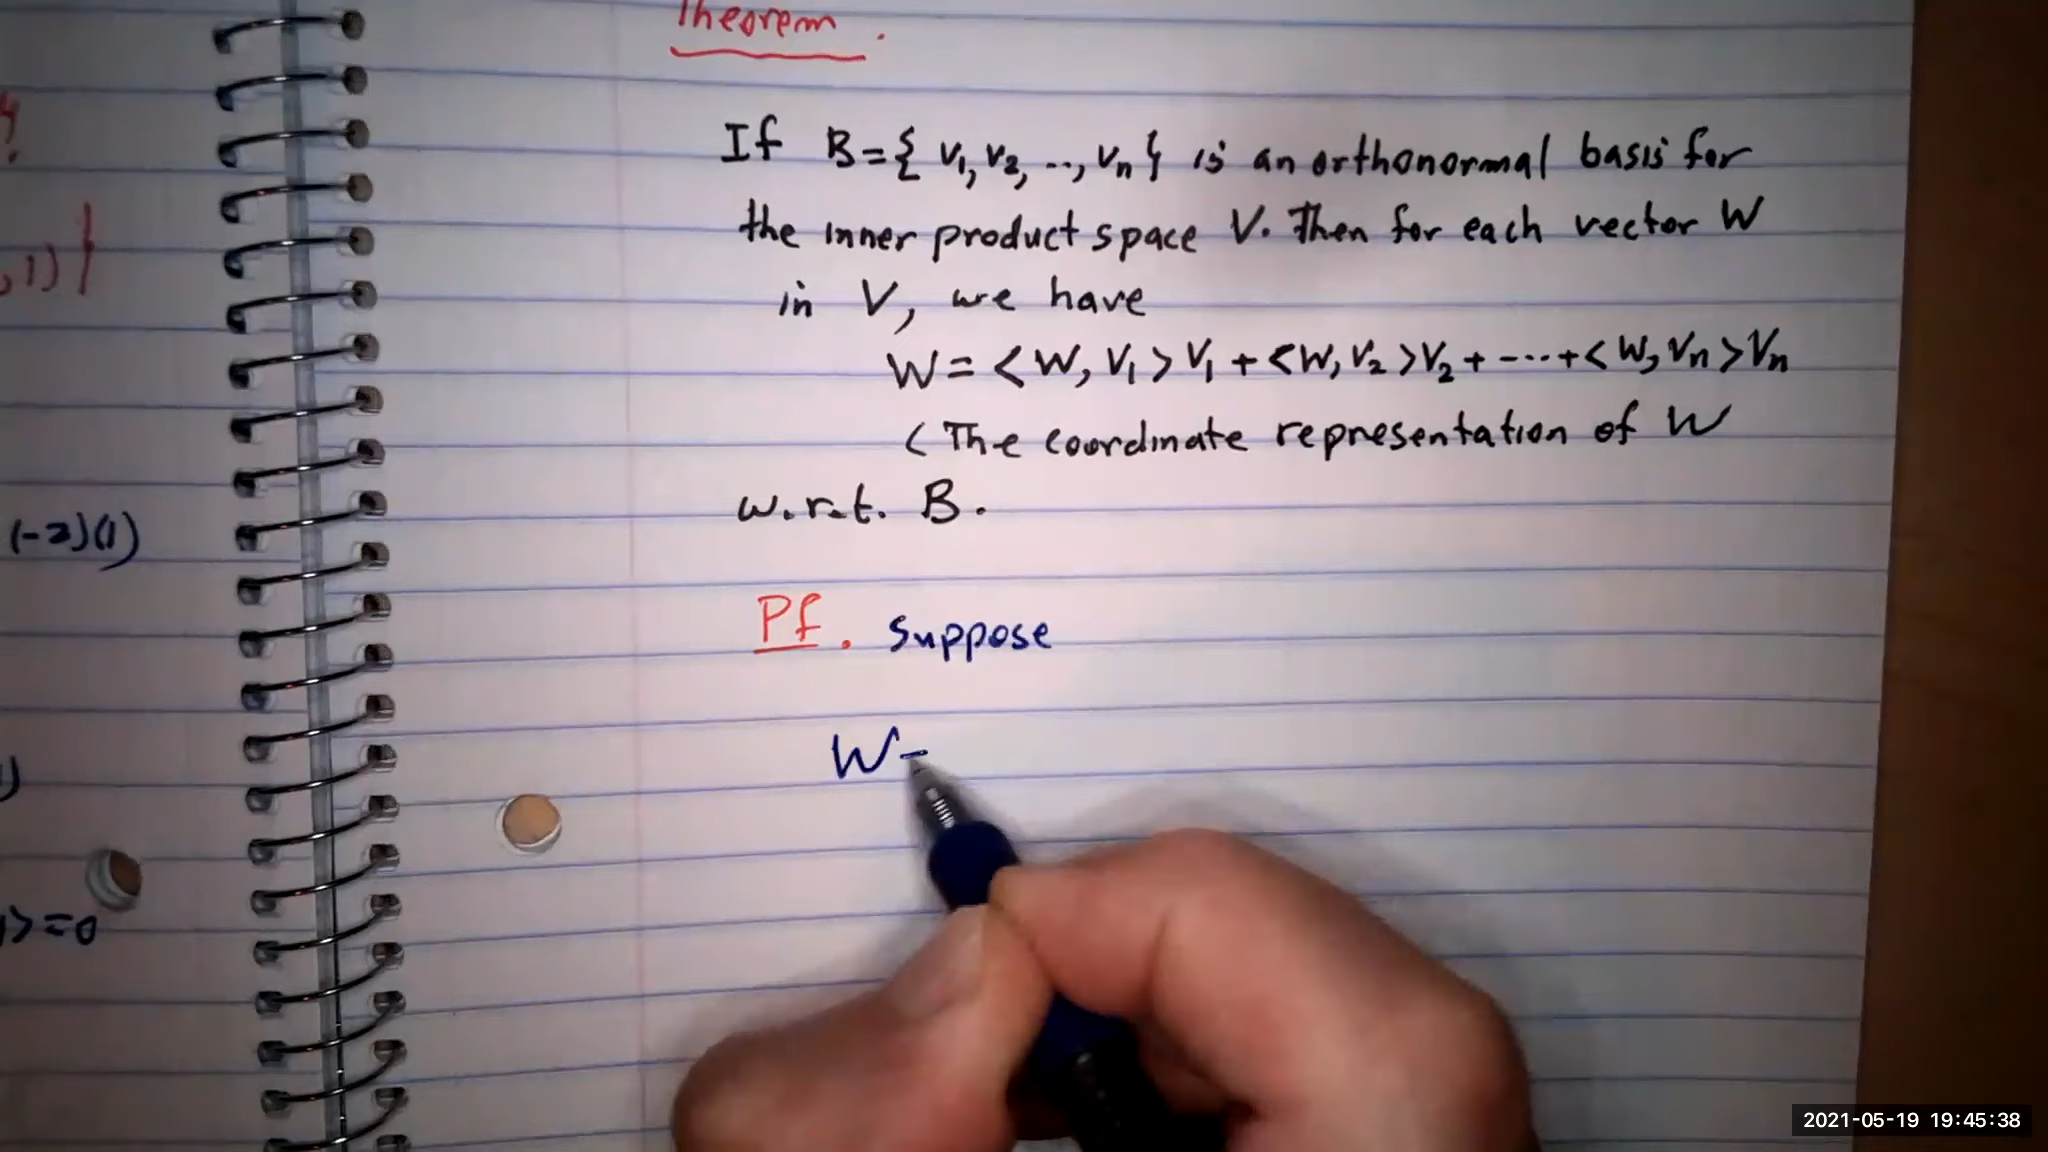 Theorem.
If B={ v₁, v₂, .., vₙ } is an orthonormal basis for
the inner product space V. Then for each vector W
in V, we have
W = <W, V₁>V₁ + <W, V₂>V₂ + -···+<W, Vₙ>Vₙ
( The coordinate representation of W
w.r.t. B.
Pf. Suppose
W=
,1)}
(-2)(1)
>=0
2021-05-19 19:45:38